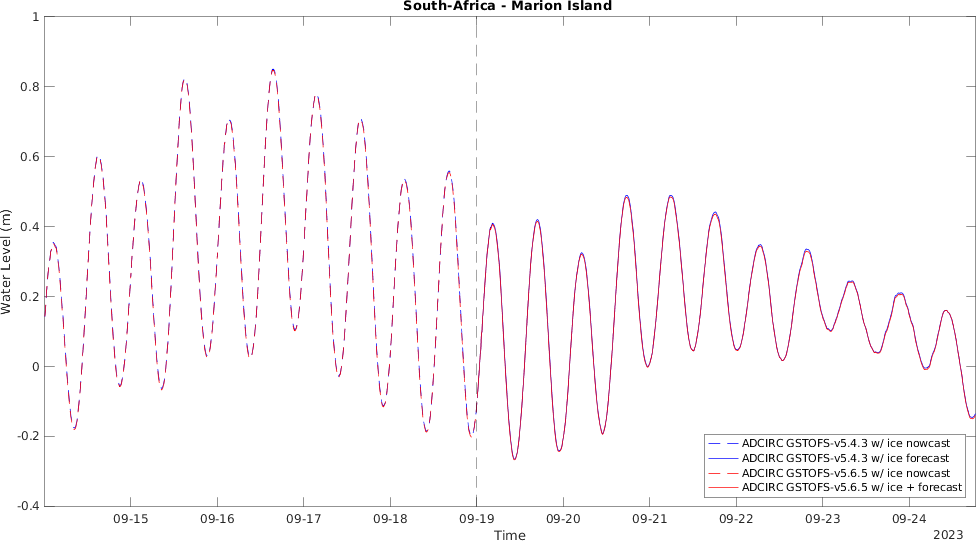 South-Africa - Marion Island
1
0.8
0.6
0.4
0.2
0
-0.2
-0.4
Water Level (m)
ADCIRC GSTOFS-v5.4.3 w/ ice nowcast
ADCIRC GSTOFS-v5.4.3 w/ ice forecast
ADCIRC GSTOFS-v5.6.5 w/ ice nowcast
ADCIRC GSTOFS-v5.6.5 w/ ice + forecast
09-15 09-16 09-17 09-18 09-19 09-20 09-21 09-22 09-23 09-24
Time
2023